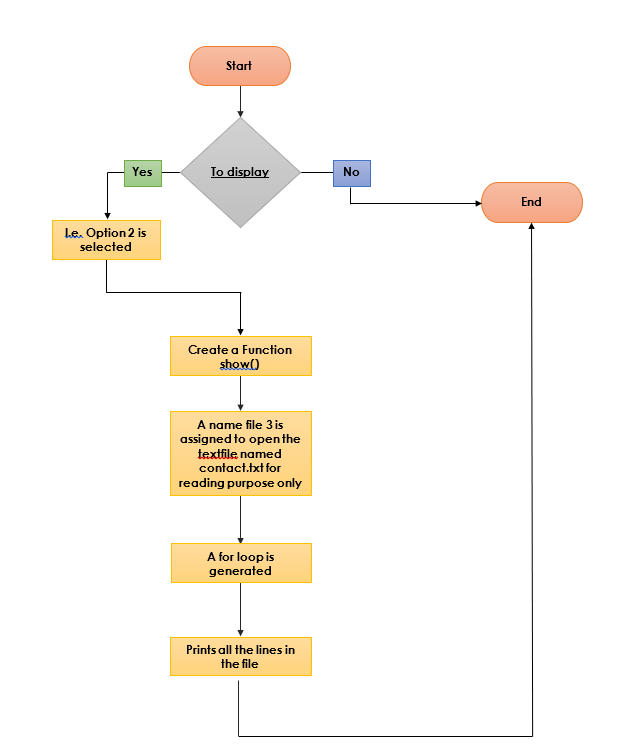 Start
To display
Yes
No
End
I.e. Option 2 is
selected
Create a Function
show()
A name file 3 is
assigned to open the
textfile named
contact.txt for
reading purpose only
A for loop is
generated
Prints all the lines in
the file